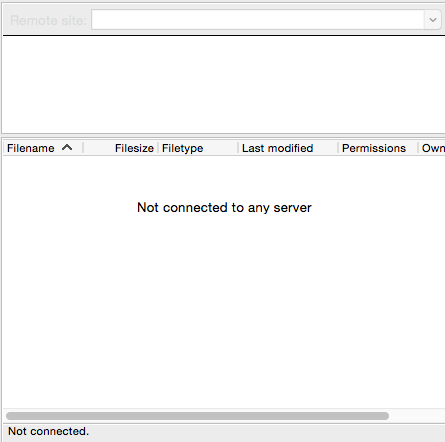 Remote site:
Filename Filesize Filetype Last modified Permissions Own
Not connected to any server
Not connected.